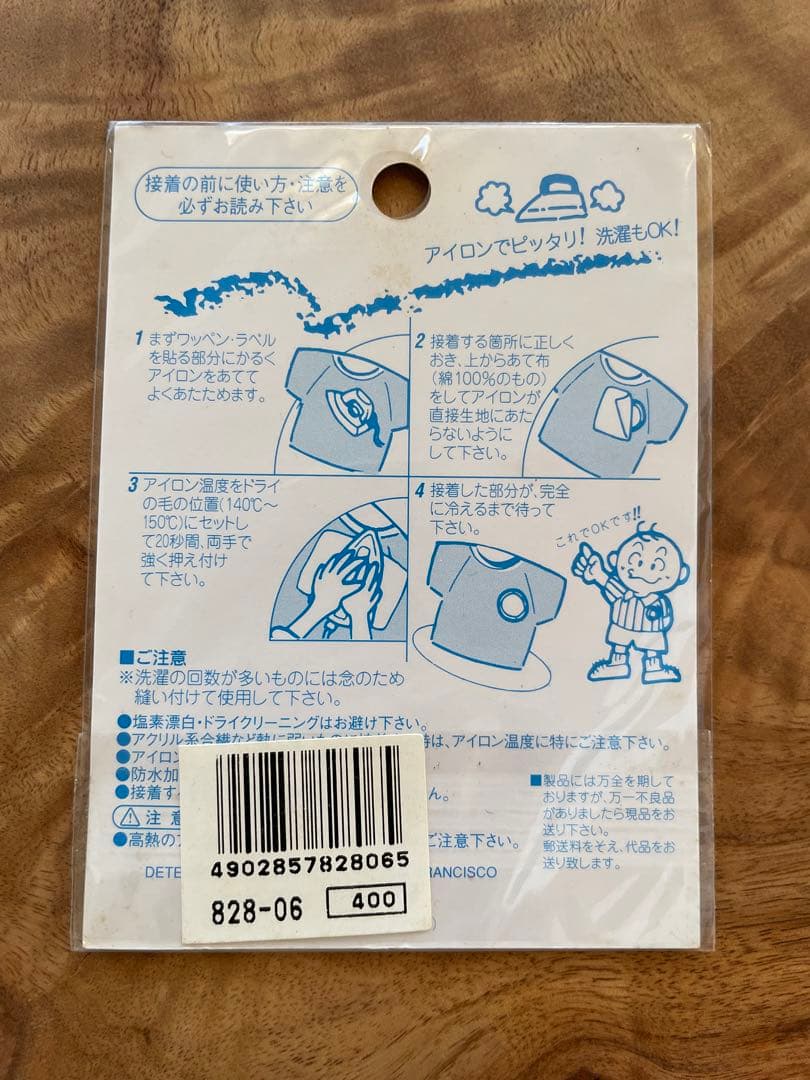 接着の前に使い方・注意を
必ずお読み下さい
アイロンでピッタリ! 洗濯もOK!
1 まずワッペン・ラベル
を貼る部分にかるく
アイロンをあてて
よくあたためます。
2 接着する箇所に正しく
おき、上からあて布
(綿100%のもの)
をしてアイロンが
直接生地にあた
らないように
して下さい。
3 アイロン温度をドライ
の毛の位置(140℃〜
150℃)にセットし
て20秒間、両手で
強く押え付け
て下さい。
4 接着した部分が、完全
に冷えるまで待って
下さい。
これでOKです!!
■ご注意
※洗濯の回数が多いものには念のため
縫い付けて使用して下さい。
●塩素漂白・ドライクリーニングはお避け下さい。
●アクリル系合繊など熱に弱い
は、アイロン温度に特にご注意下さい。
●アイロン
●防水加
●接着す
ん。
⚠注意
●高熱の
ご注意下さい。
■製品には万全を期して
おりますが、万一不良品
がありましたら現品をお
送り下さい。
郵送料をそえ、代品をお
送り致します。
DETE
RANCISCO
4902857828065
828-06 400